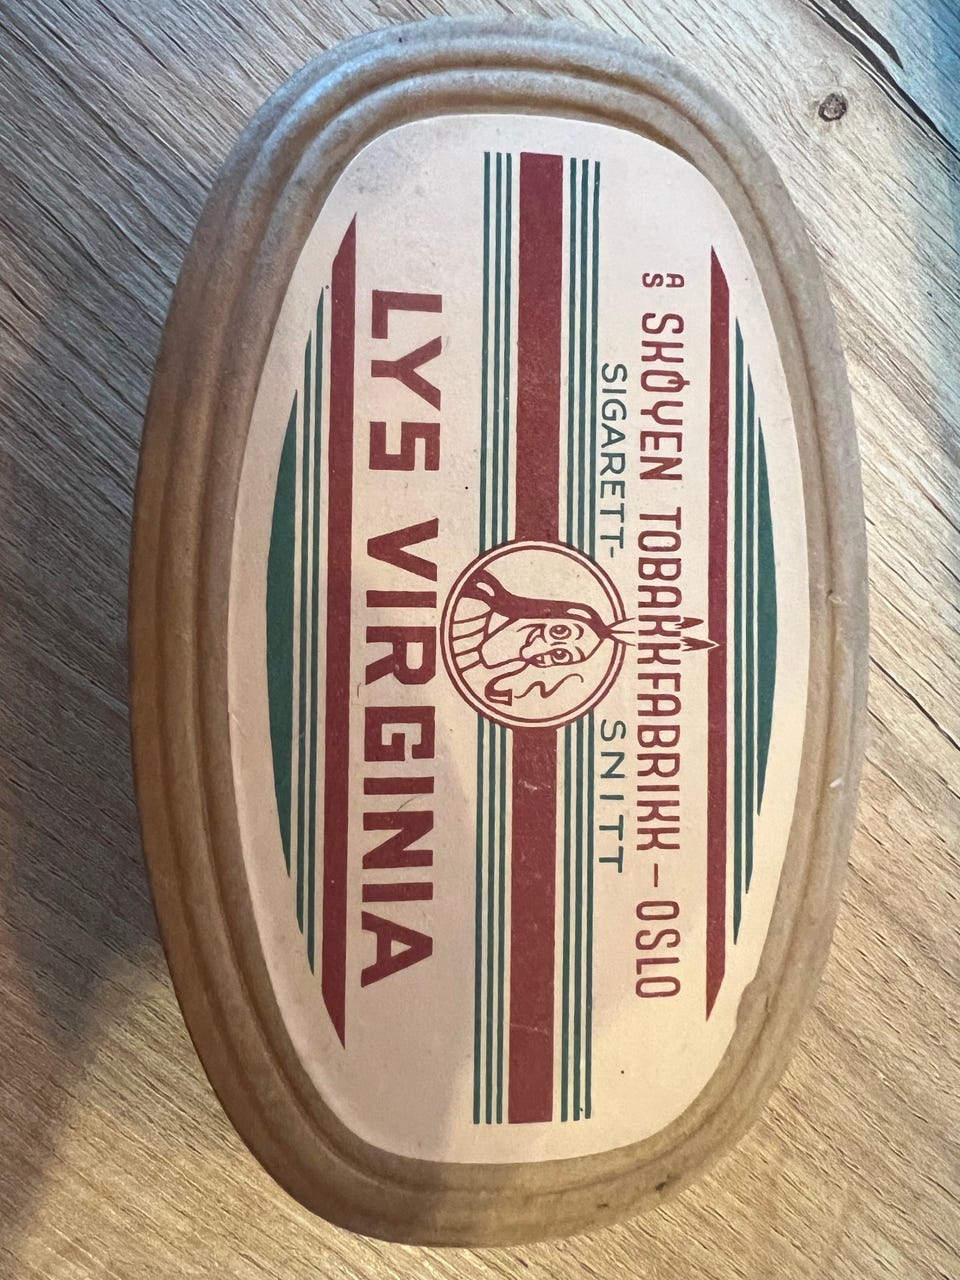 A/S SKØYEN TOBAKKFABRIKK – OSLO
SIGARETT- SNITT
LYS VIRGINIA